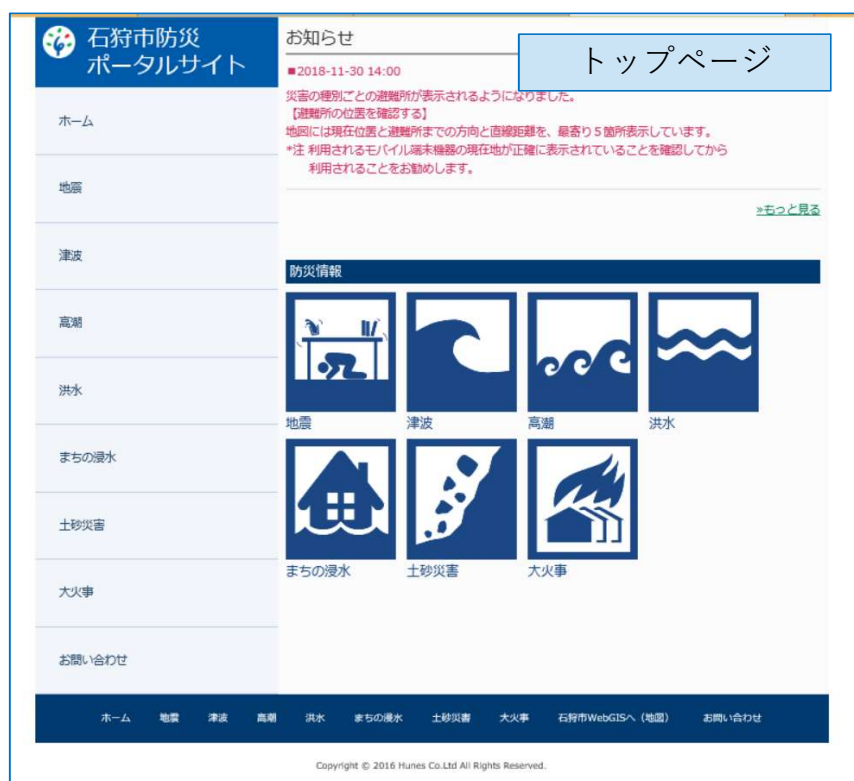 石狩市防災
ポータルサイト
ホーム
地震
津波
高潮
洪水
まちの浸水
土砂災害
大火事
お問い合わせ
お知らせ
トップページ
■2018-11-30 14:00
災害の種別ごとの避難所が表示されるようになりました。
【避難所の位置を確認する】
地図には現在位置と避難所までの方向と直線距離を、最寄り5箇所表示しています。
*注 利用されるモバイル端末機器の現在地が正確に表示されていることを確認してから
利用されることをお勧めします。
»もっと見る
防災情報
地震 津波 高潮 洪水
まちの浸水 土砂災害 大火事
ホーム 地震 津波 高潮 洪水 まちの浸水 土砂災害 大火事 石狩市WebGISへ（地図） お問い合わせ
Copyright © 2016 Hunes Co.Ltd All Rights Reserved.